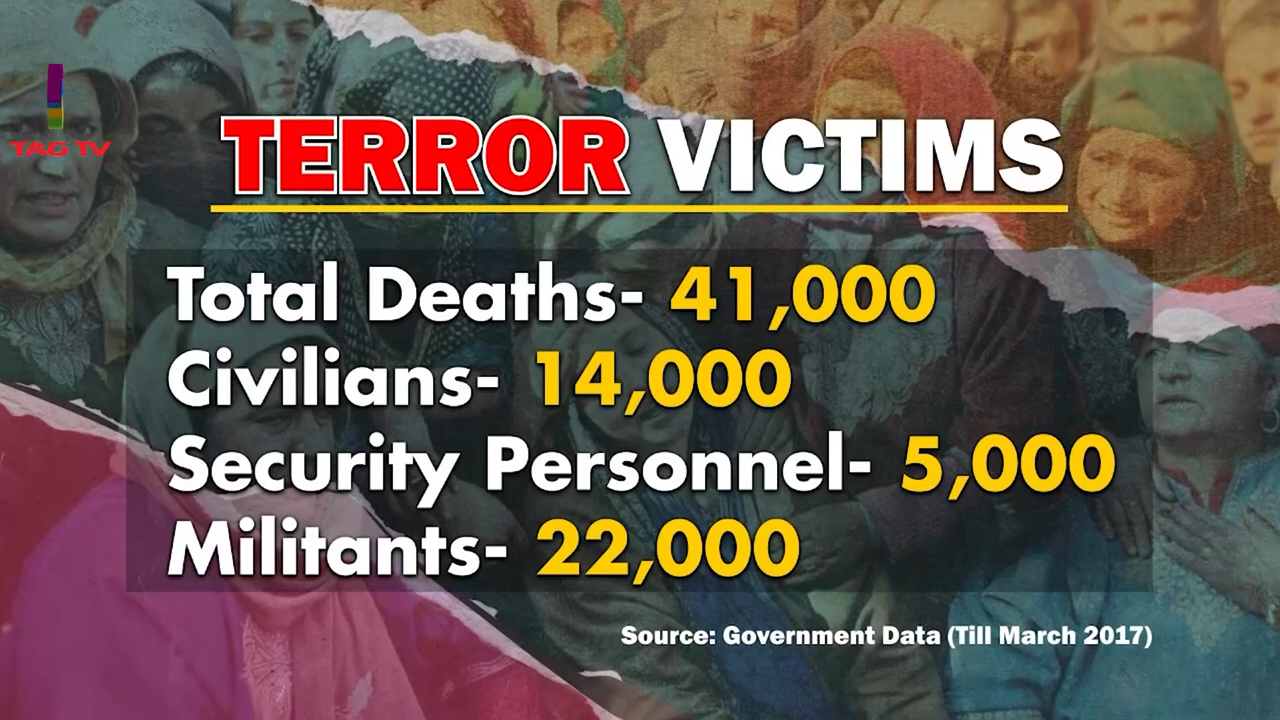 TAG TV
TERROR VICTIMS
Total Deaths- 41,000
Civilians- 14,000
Security Personnel- 5,000
Militants- 22,000
Source: Government Data (Till March 2017)